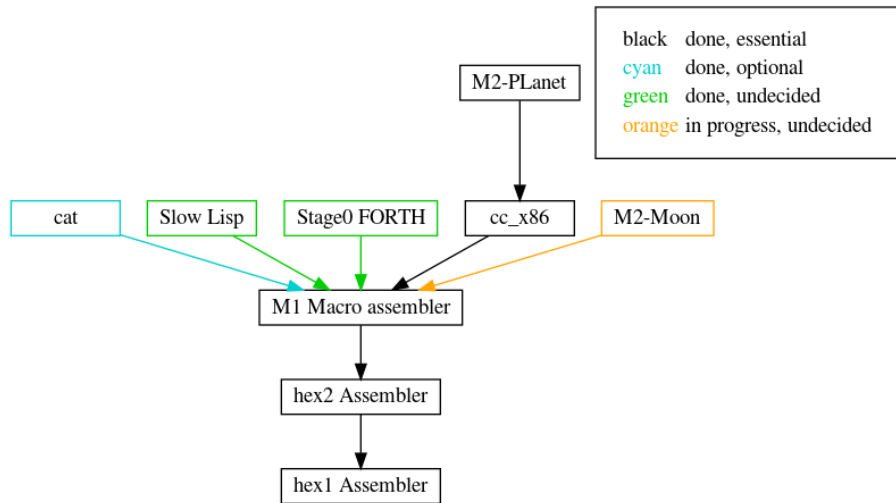 black done, essential
cyan done, optional
green done, undecided
orange in progress, undecided
M2-PLanet
cat
Slow Lisp
Stage0 FORTH
cc_x86
M2-Moon
M1 Macro assembler
hex2 Assembler
hex1 Assembler